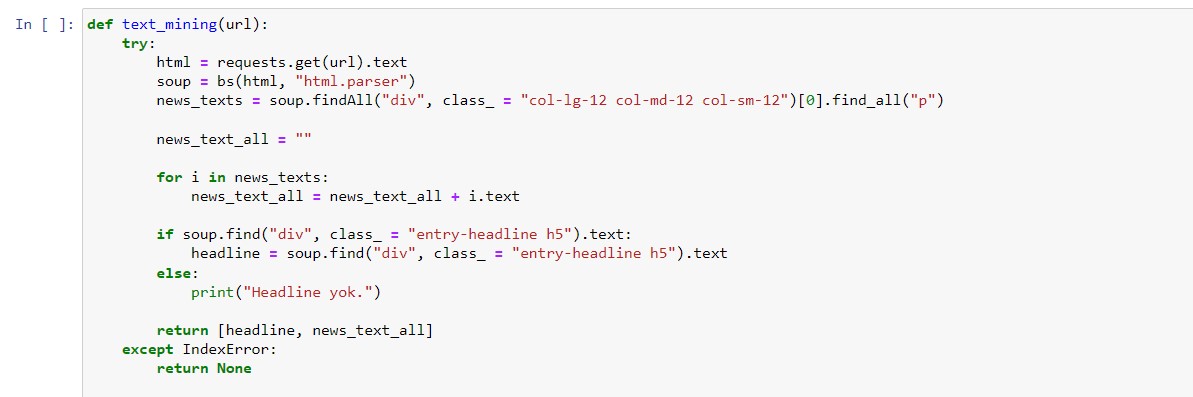 In [ ]: def text_mining(url):
    try:
        html = requests.get(url).text
        soup = bs(html, "html.parser")
        news_texts = soup.findAll("div", class_ = "col-lg-12 col-md-12 col-sm-12")[0].find_all("p")

        news_text_all = ""

        for i in news_texts:
            news_text_all = news_text_all + i.text

        if soup.find("div", class_ = "entry-headline h5").text:
            headline = soup.find("div", class_ = "entry-headline h5").text
        else:
            print("Headline yok.")

        return [headline, news_text_all]
    except IndexError:
        return None